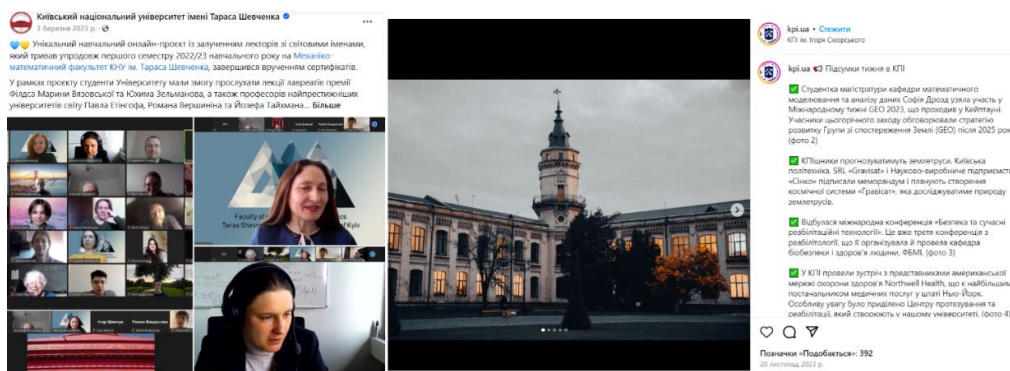 Київський національний університет імені Тараса Шевченка
3 березня 2023 р.
Унікальний навчальний онлайн-проєкт із залученням лекторів зі світовими іменами,
який тривав упродовж першого семестру 2022/23 навчального року на Механіко-
математичний факультет КНУ ім. Тараса Шевченка, завершився врученням сертифікатів.
У рамках проєкту студенти Університету мали змогу прослухати лекції лауреатів премії
Філдса Марини Вязовської та Юхима Зельманова, а також професорів найпрестижніших
університетів світу Павла Етінгофа, Романа Вершиніна та Йозефа Тайхмана... Більше
Faculty of
Taras Shev
of Kyiv
kpi.ua • Стежити
КПІ ім. Ігоря Сікорського
kpi.ua Підсумки тижня в КПІ
Студентка магістратури кафедри математичного
моделювання та аналізу даних Софія Дрозд узяла участь у
Міжнародному тижні GEO 2023, що проходив у Кейптауні.
Учасники цьогорічного заходу обговорювали стратегію
розвитку Групи зі спостереження Землі (GEO) після 2025 рок
(фото 2)
КПІшники прогнозуватимуть землетруси. Київська
політехніка, SRL «Gravisat» і Науково-виробниче підприємст
«Сінко» підписали меморандум і планують створення
космічної системи «Гравісат», яка досліджуватиме природу
землетрусів.
Відбулася міжнародна конференція «Безпека та сучасні
реабілітаційні технології». Це вже третя конференція з
реабілітології, що її організувала й провела кафедра
біобезпеки і здоров'я людини, ФБМІ. (фото 3)
У КПІ провели зустріч з представниками американської
мережі охорони здоров'я Northwell Health, що є найбільшим
постачальником медичних послуг у штаті Нью-Йорк.
Особливу увагу було приділено Центру протезування та
реабілітації, який створюють у нашому університеті. (фото 4)
Позначки «Подобається»: 392
20 листопад 2023 р.